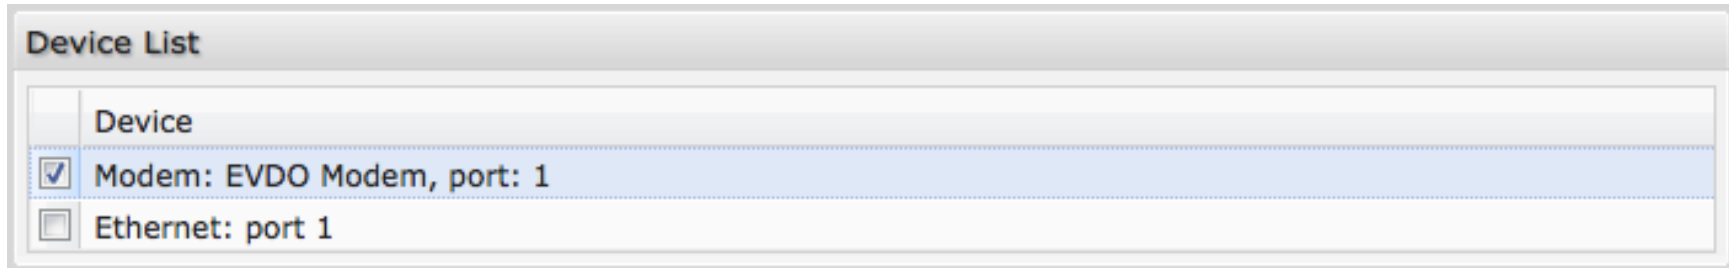 Device List
Device
Modem: EVDO Modem, port: 1
Ethernet: port 1